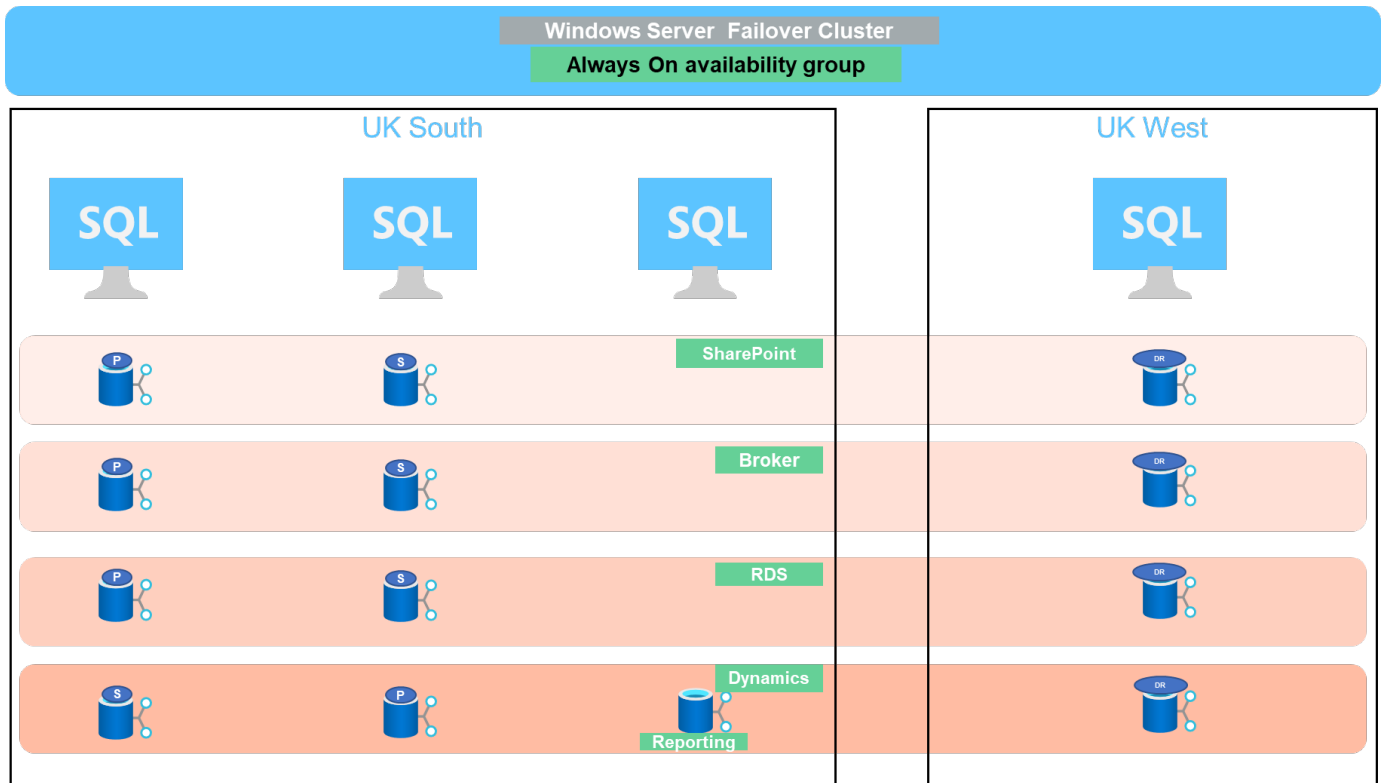 Windows Server Failover Cluster
Always On availability group
UK South
UK West
SQL
SQL
SQL
SQL
SharePoint
P
S
DR
Broker
P
S
DR
RDS
P
S
DR
Dynamics
S
P
DR
Reporting